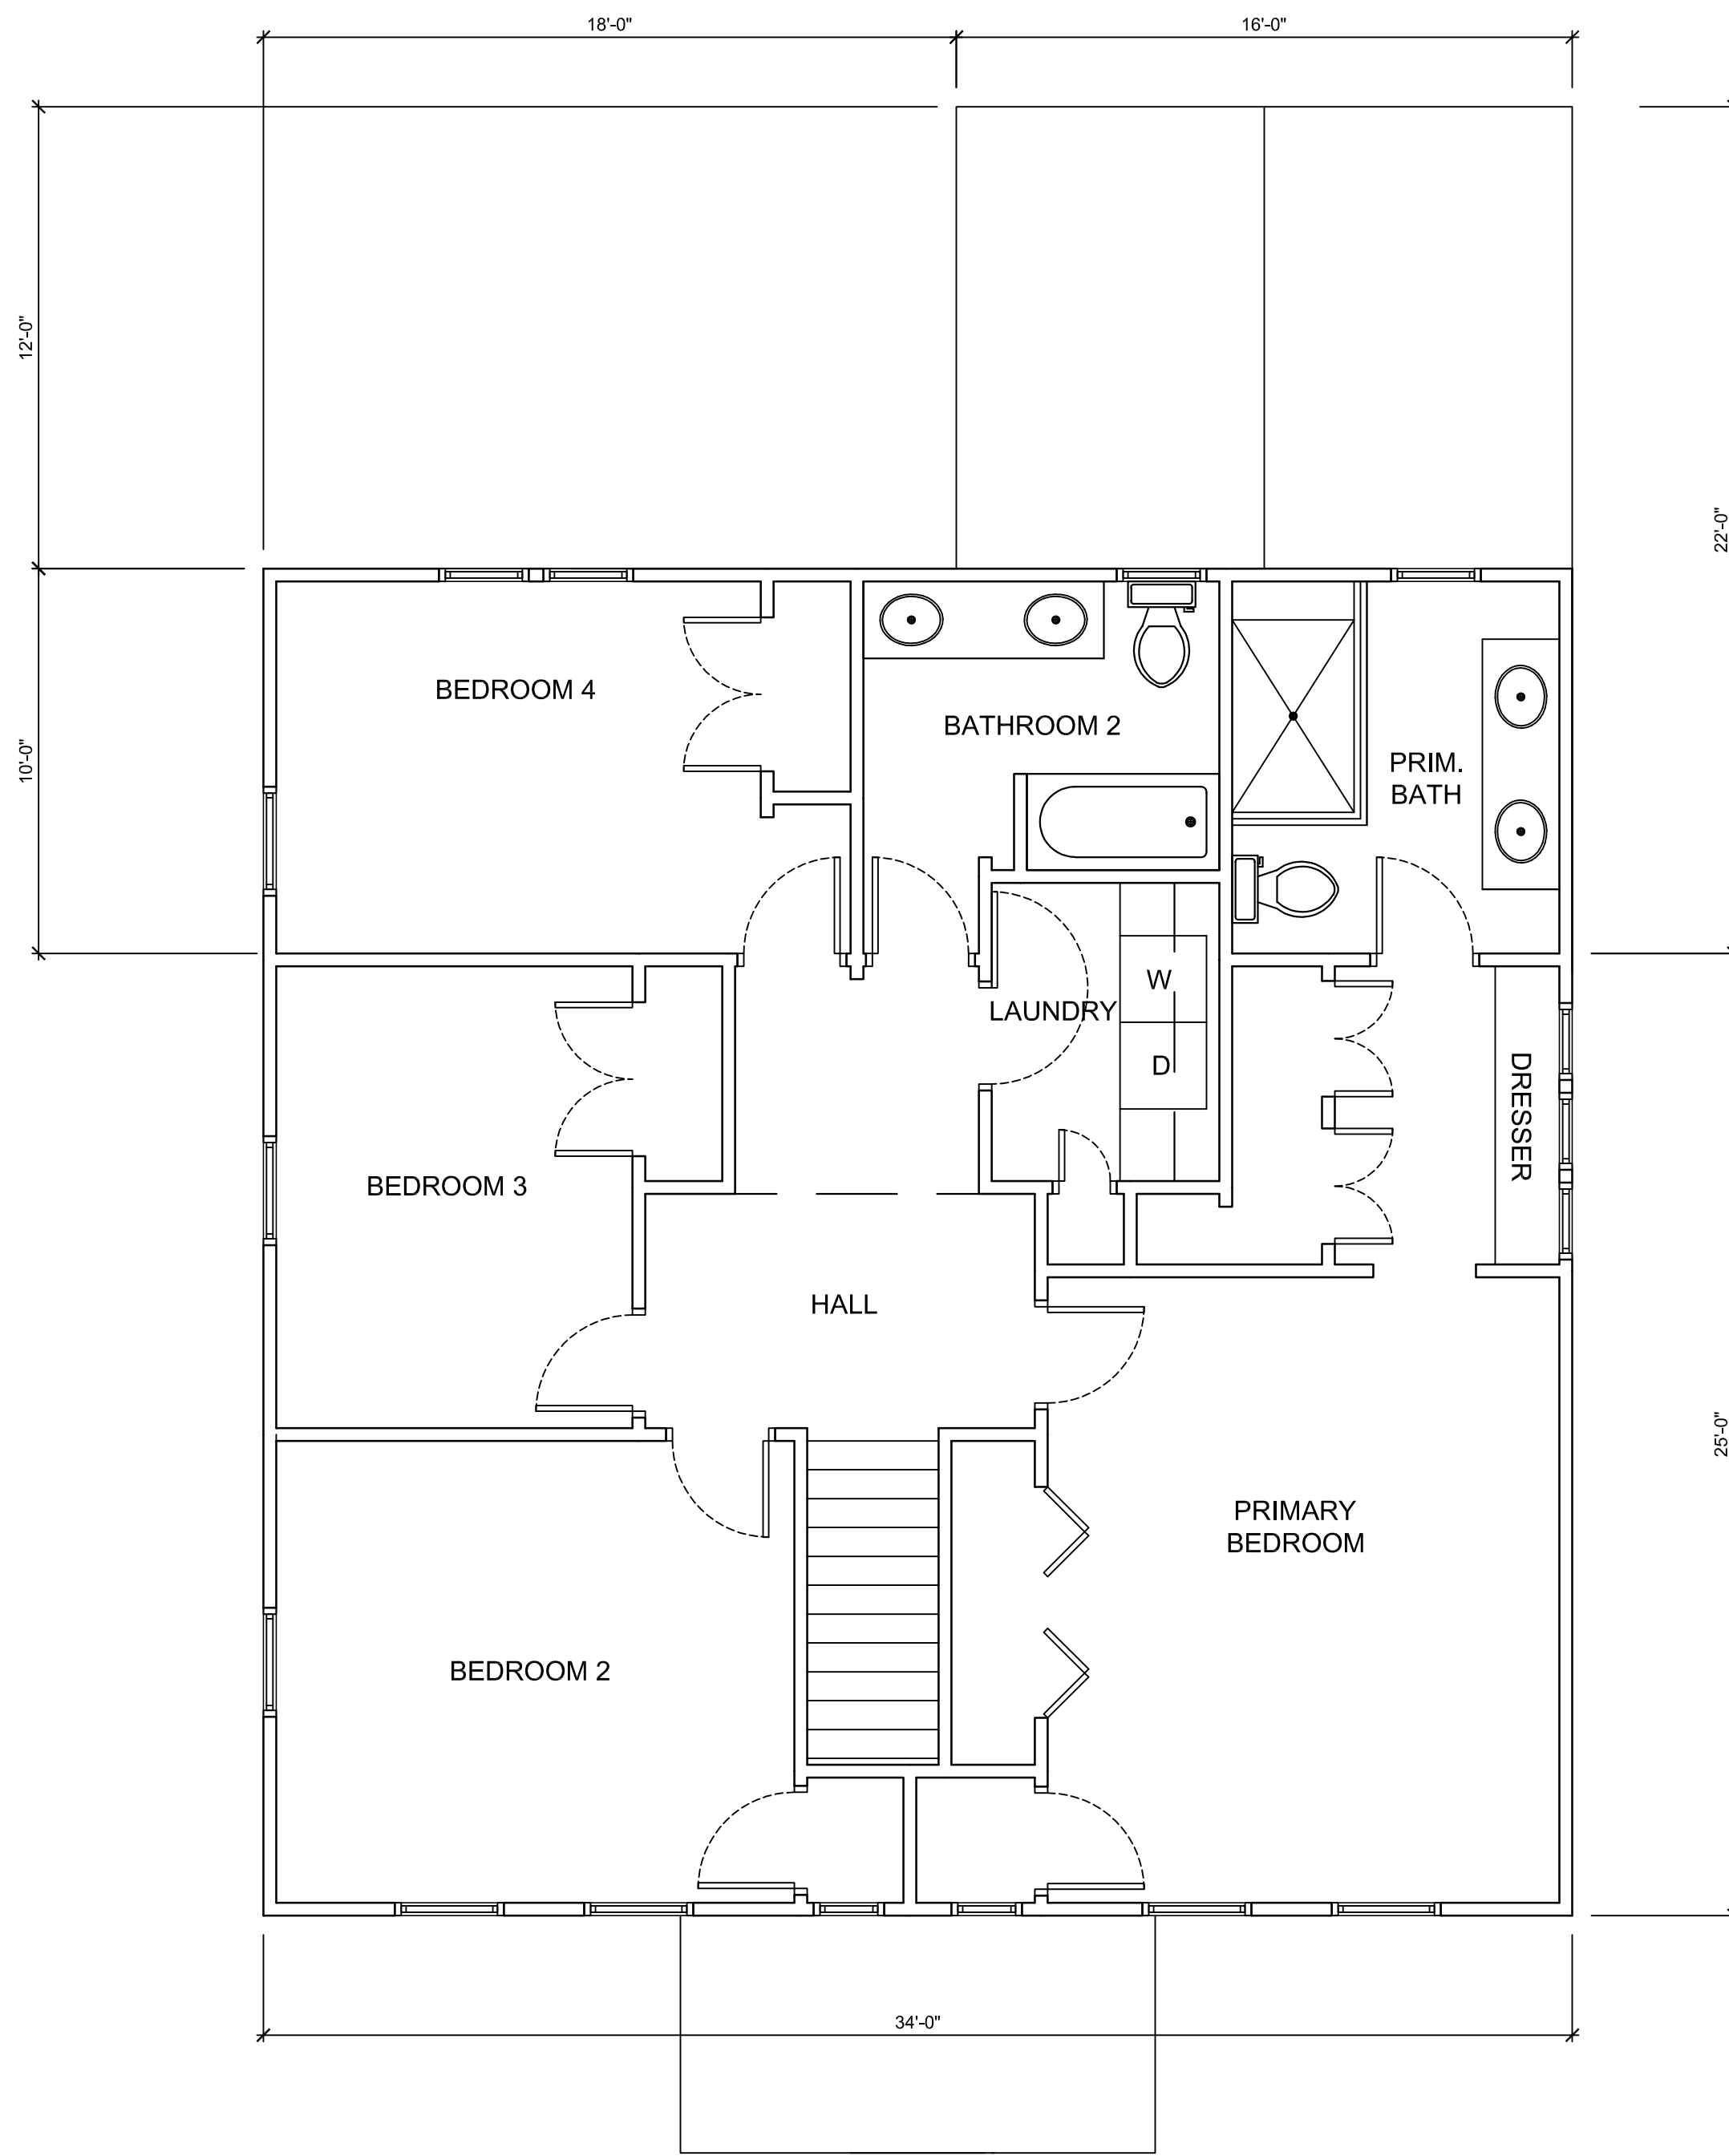 18'-0"
16'-0"
12'-0"
22'-0"
BEDROOM 4
BATHROOM 2
10'-0"
PRIM.
BATH
W
LAUNDRY
D
DRESSER
BEDROOM 3
HALL
25'-0"
PRIMARY
BEDROOM
BEDROOM 2
34'-0"